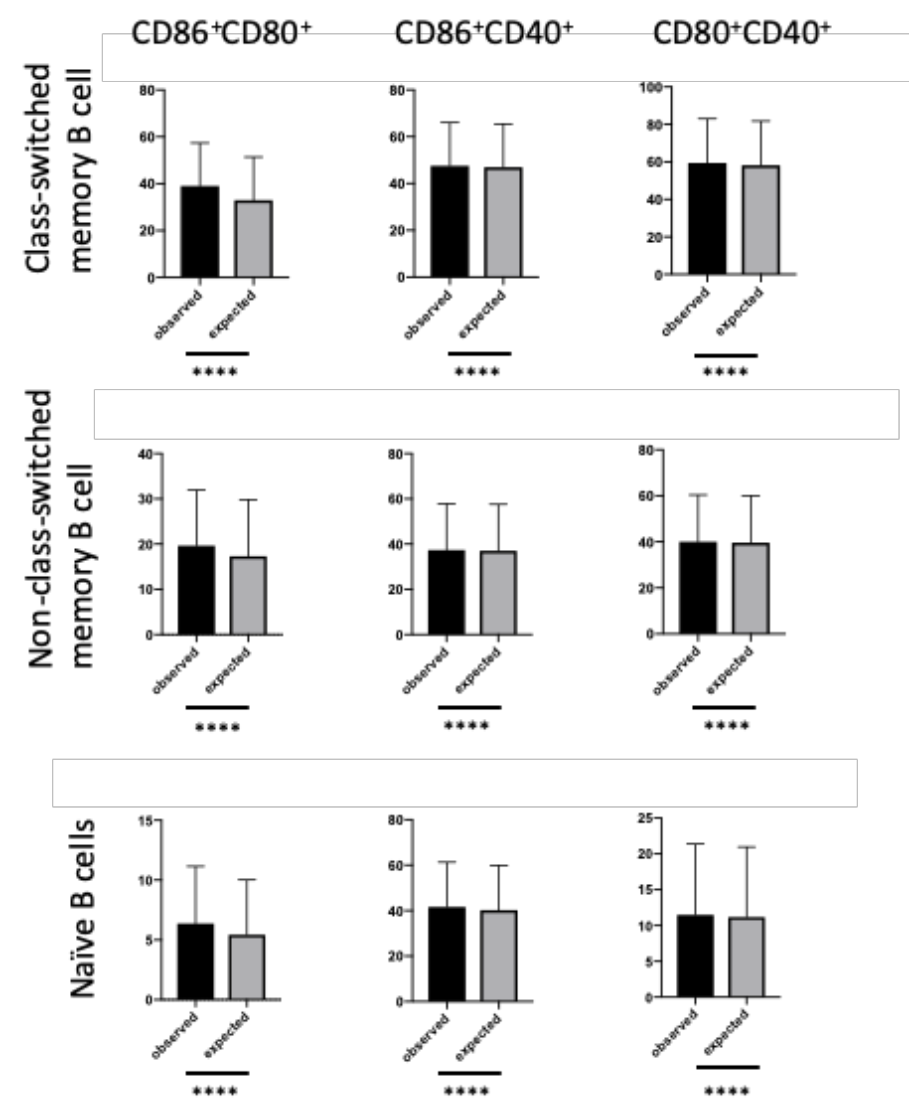 CD86⁺CD80⁺ CD86⁺CD40⁺ CD80⁺CD40⁺
Class-switched
memory B cell
80 60 40 20 0
observed expected
****
80 60 40 20 0
observed expected
****
100 80 60 40 20 0
observed expected
****
Non-class-switched
memory B cell
40 30 20 10 0
observed expected
****
80 60 40 20 0
observed expected
****
80 60 40 20 0
observed expected
****
Naïve B cells
15 10 5 0
observed expected
****
80 60 40 20 0
observed expected
****
25 20 15 10 5 0
observed expected
****